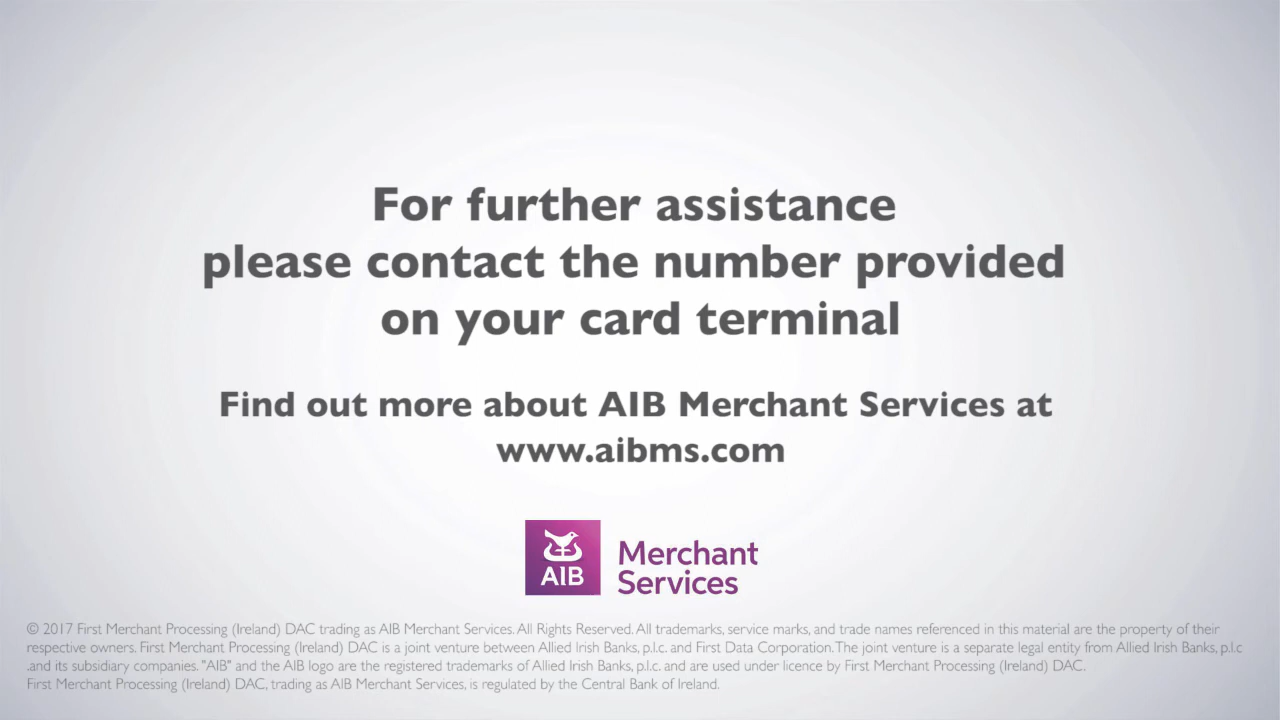 For further assistance
please contact the number provided
on your card terminal
Find out more about AIB Merchant Services at
www.aibms.com
AIB
Merchant
Services
© 2017 First Merchant Processing (Ireland) DAC trading as AIB Merchant Services. All Rights Reserved. All trademarks, service marks, and trade names referenced in this material are the property of their
respective owners. First Merchant Processing (Ireland) DAC is a joint venture between Allied Irish Banks, p.l.c. and First Data Corporation. The joint venture is a separate legal entity from Allied Irish Banks, p.l.c
.and its subsidiary companies. "AIB" and the AIB logo are the registered trademarks of Allied Irish Banks, p.l.c. and are used under licence by First Merchant Processing (Ireland) DAC.
First Merchant Processing (Ireland) DAC, trading as AIB Merchant Services, is regulated by the Central Bank of Ireland.